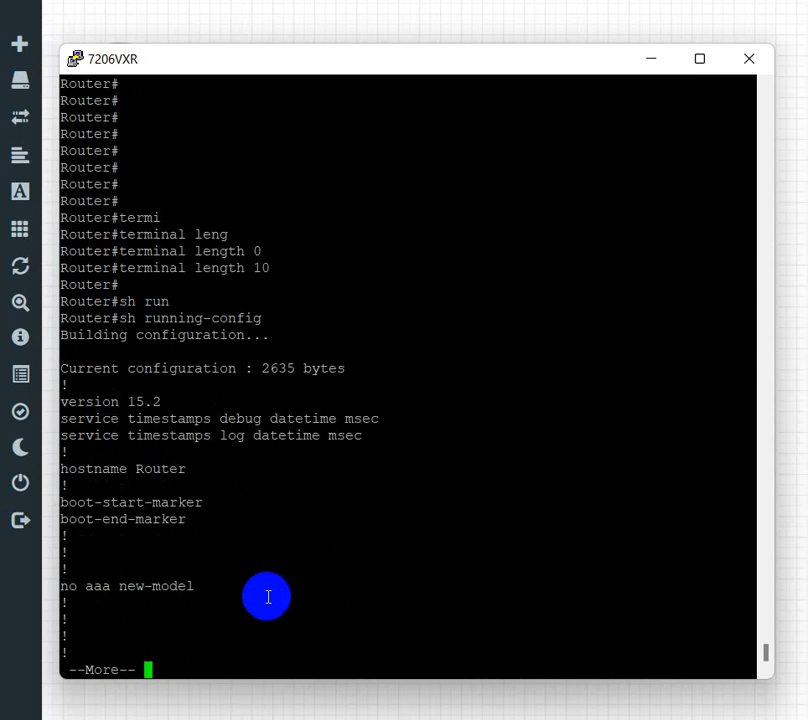 7206VXR
Router#
Router#
Router#
Router#
Router#
Router#
Router#
Router#
Router#termi
Router#terminal leng
Router#terminal length 0
Router#terminal length 10
Router#
Router#sh run
Router#sh running-config
Building configuration...
Current configuration : 2635 bytes
!
version 15.2
service timestamps debug datetime msec
service timestamps log datetime msec
!
hostname Router
!
boot-start-marker
boot-end-marker
!
!
!
no aaa new-model
!
!
!
!
--More--